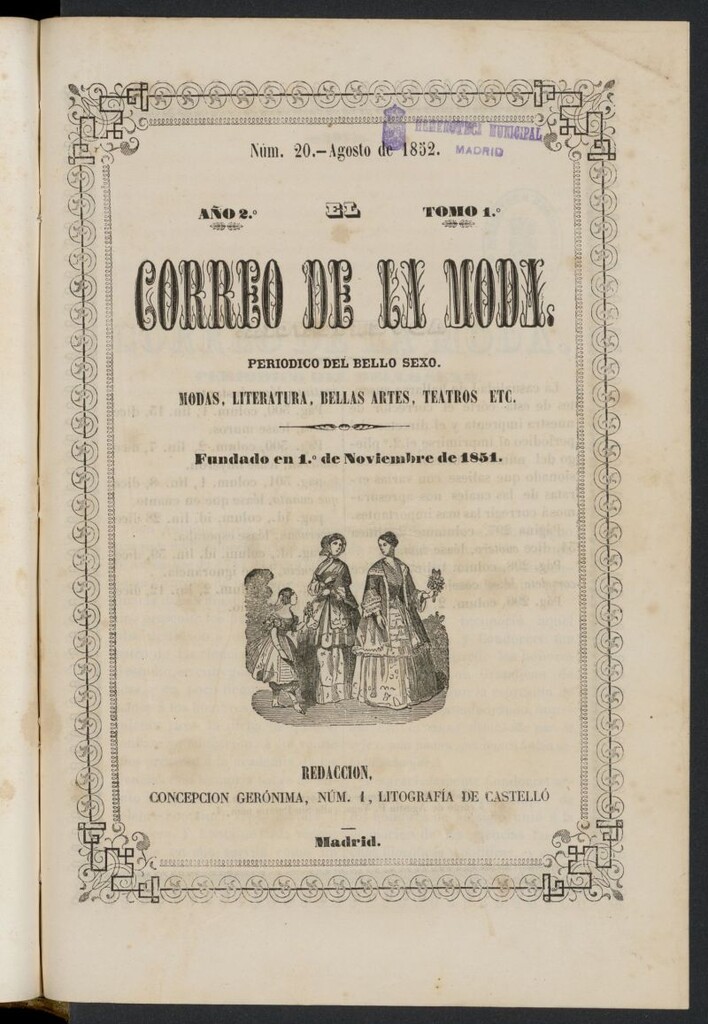 HEMEROTECA MUNICIPAL
MADRID
Núm. 20.—Agosto de 1852.
AÑO 2.º EL TOMO 1.º
CORREO DE LA MODA.
PERIODICO DEL BELLO SEXO.
MODAS, LITERATURA, BELLAS ARTES, TEATROS ETC.
Fundado en 1.º de Noviembre de 1851.
REDACCION,
CONCEPCION GERÓNIMA, NÚM. 1, LITOGRAFÍA DE CASTELLÓ
Madrid.